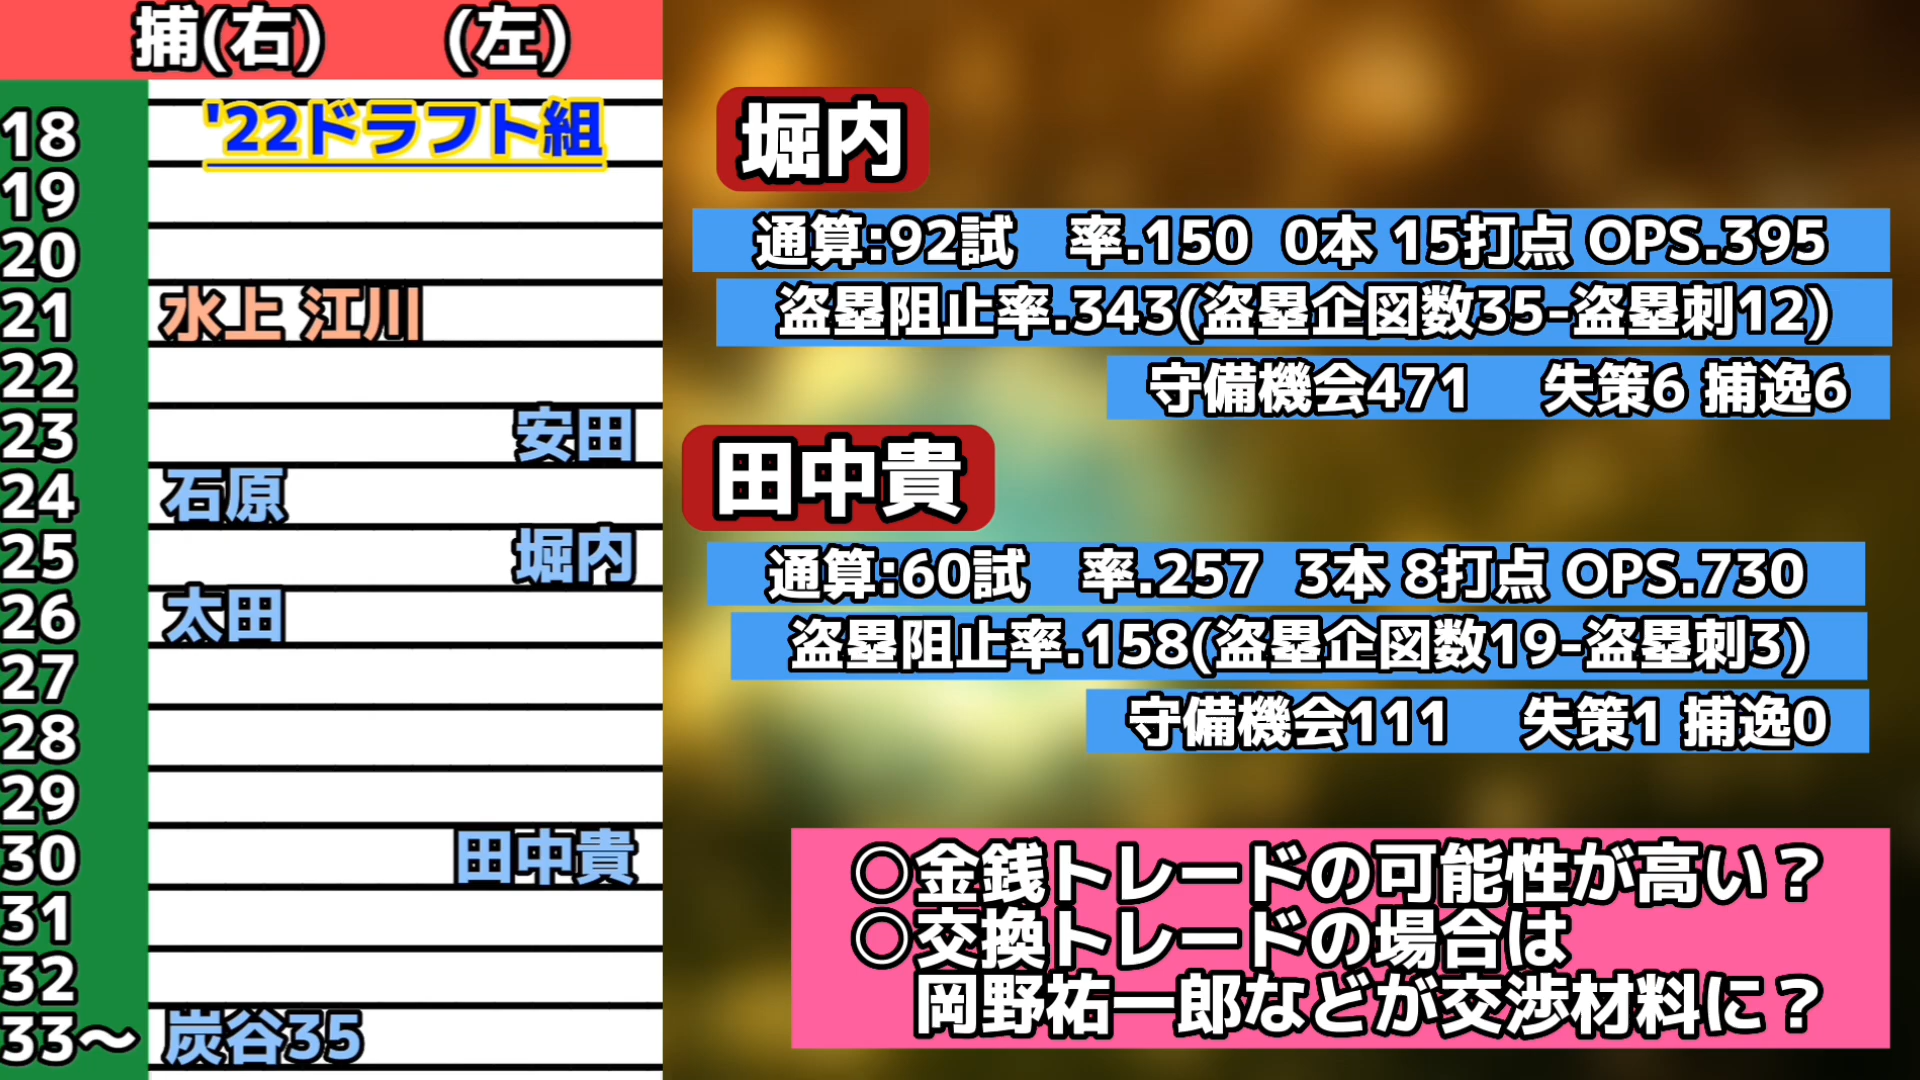 捕(右) (左)
18 '22ドラフト組
19
20
21 水上 江川
22
23 安田
24 石原
25 堀内
26 太田
27
28
29
30 田中貴
31
32
33〜 炭谷35
堀内
通算:92試 率.150 0本 15打点 OPS.395
盗塁阻止率.343(盗塁企図数35-盗塁刺12)
守備機会471 失策6 捕逸6
田中貴
通算:60試 率.257 3本 8打点 OPS.730
盗塁阻止率.158(盗塁企図数19-盗塁刺3)
守備機会111 失策1 捕逸0
○金銭トレードの可能性が高い？
○交換トレードの場合は
岡野祐一郎などが交渉材料に？